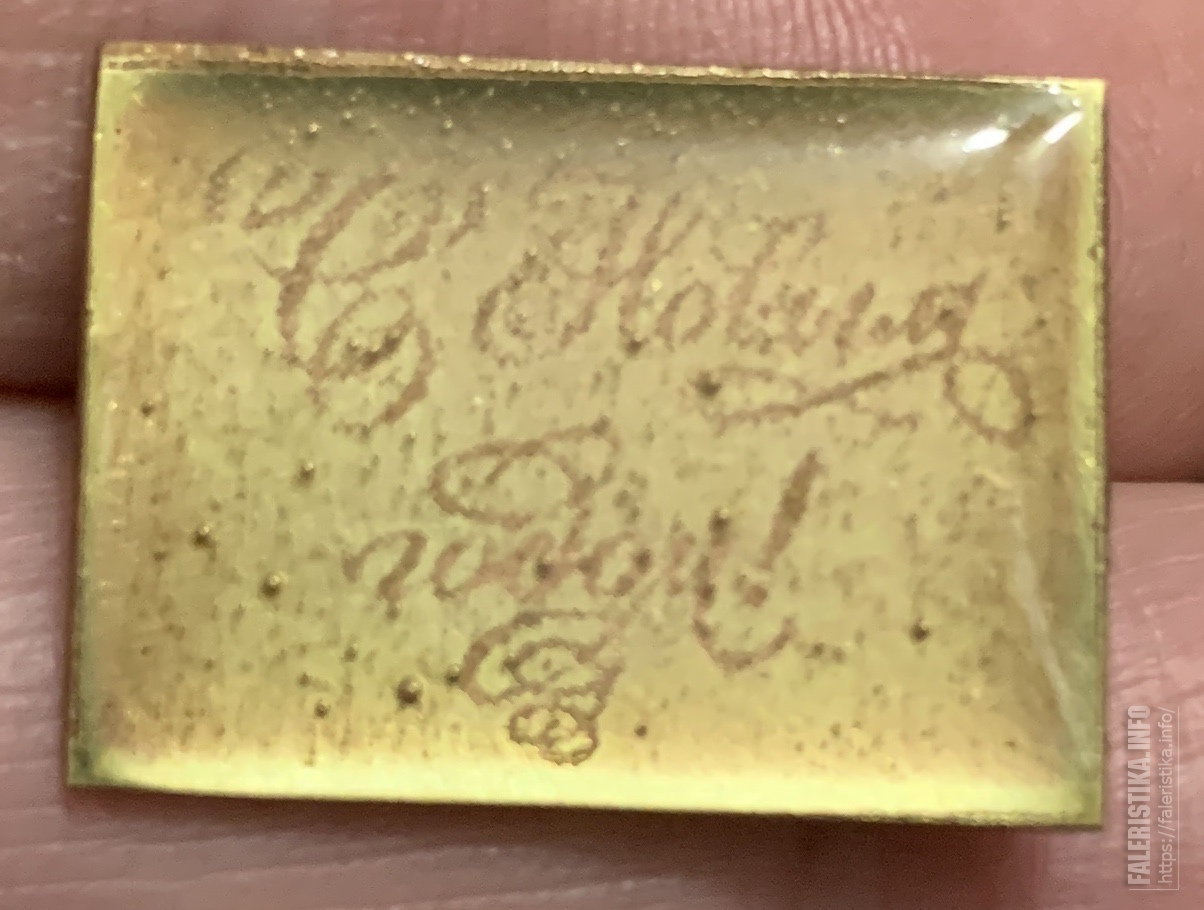 С Новым
годом!
FALERISTIKA.INFO
https://faleristika.info/